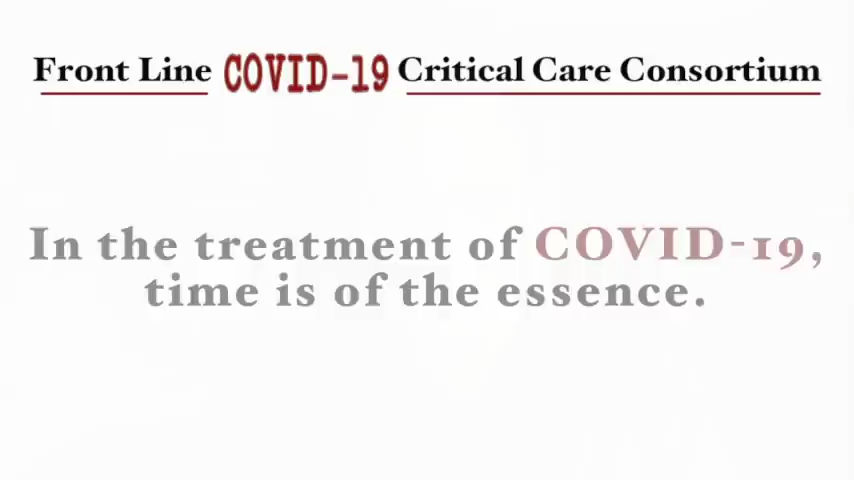 Front Line COVID-19 Critical Care Consortium
In the treatment of COVID-19,
time is of the essence.